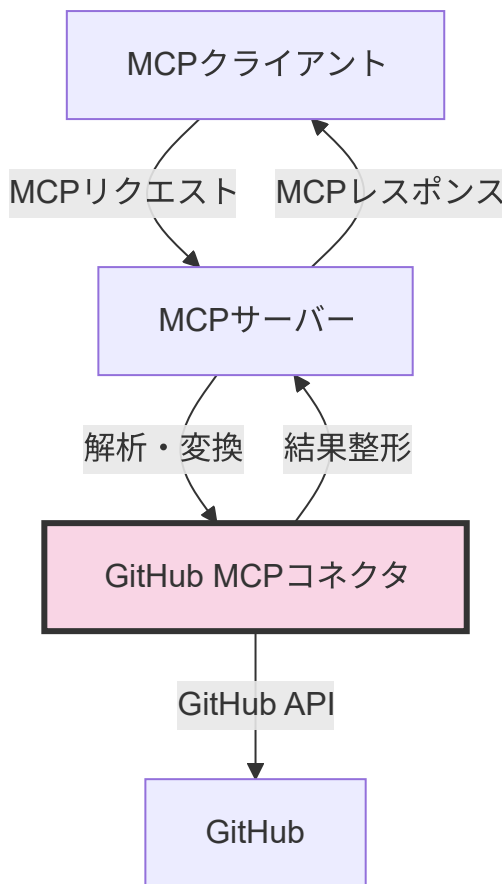 MCPクライアント
MCPリクエスト
MCPレスポンス
MCPサーバー
解析・変換
結果整形
GitHub MCPコネクタ
GitHub API
GitHub